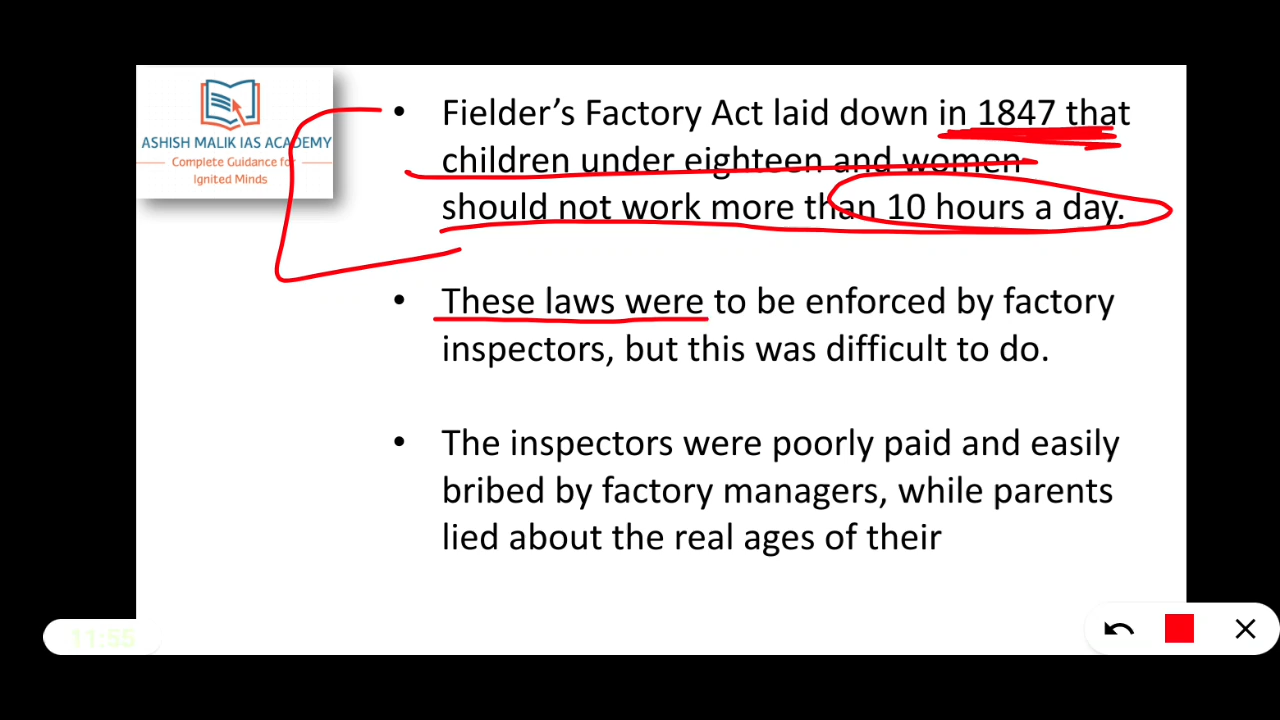 ASHISH MALIK IAS ACADEMY
Complete Guidance for
Ignited Minds
• Fielder’s Factory Act laid down in 1847 that
children under eighteen and women
should not work more than 10 hours a day.
• These laws were to be enforced by factory
inspectors, but this was difficult to do.
• The inspectors were poorly paid and easily
bribed by factory managers, while parents
lied about the real ages of their
11:55